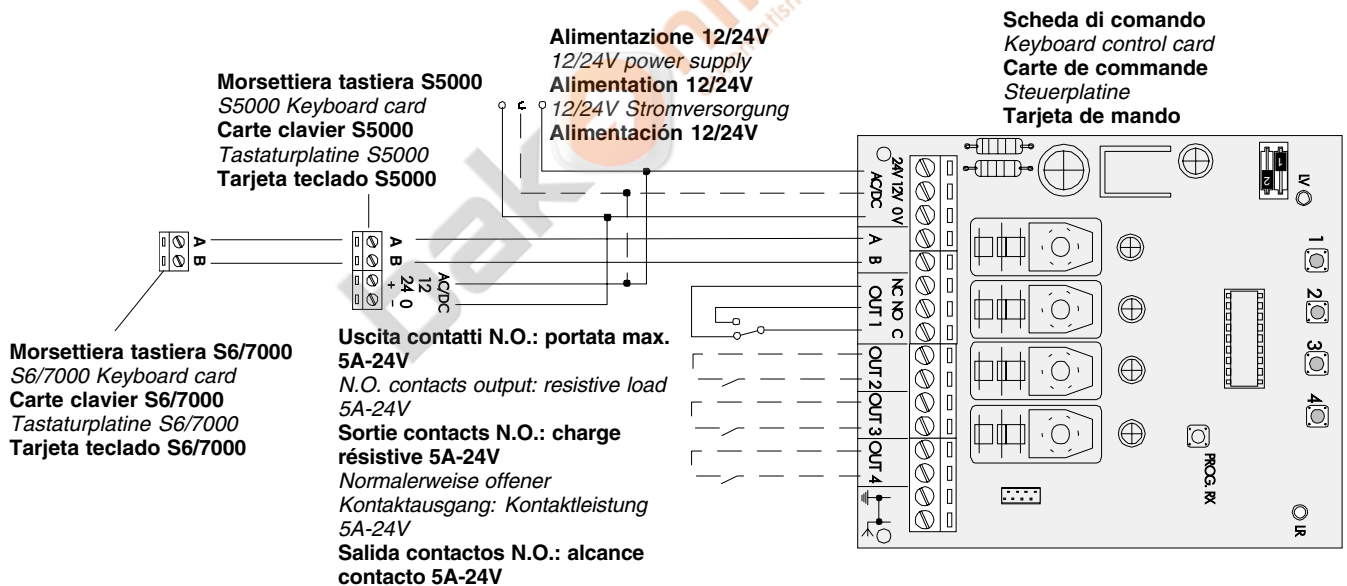 Alimentazione 12/24V
12/24V power supply
Alimentation 12/24V
12/24V Stromversorgung
Alimentación 12/24V
Scheda di comando
Keyboard control card
Carte de commande
Steuerplatine
Tarjeta de mando
Morsettiera tastiera S5000
S5000 Keyboard card
Carte clavier S5000
Tastaturplatine S5000
Tarjeta teclado S5000
Morsettiera tastiera S6/7000
S6/7000 Keyboard card
Carte clavier S6/7000
Tastaturplatine S6/7000
Tarjeta teclado S6/7000
Uscita contatti N.O.: portata max.
5A-24V
N.O. contacts output: resistive load
5A-24V
Sortie contacts N.O.: charge
résistive 5A-24V
Normalerweise offener
Kontaktausgang: Kontaktleistung
5A-24V
Salida contactos N.O.: alcance
contacto 5A-24V
A
B
A
B
+
-
12
24 0
AC/DC
24V 12V 0V
AC/DC
A
B
NC NO C
OUT 1
OUT 2
OUT 3
OUT 4
1
2
LV
1
2
3
4
PROG. RX
LR